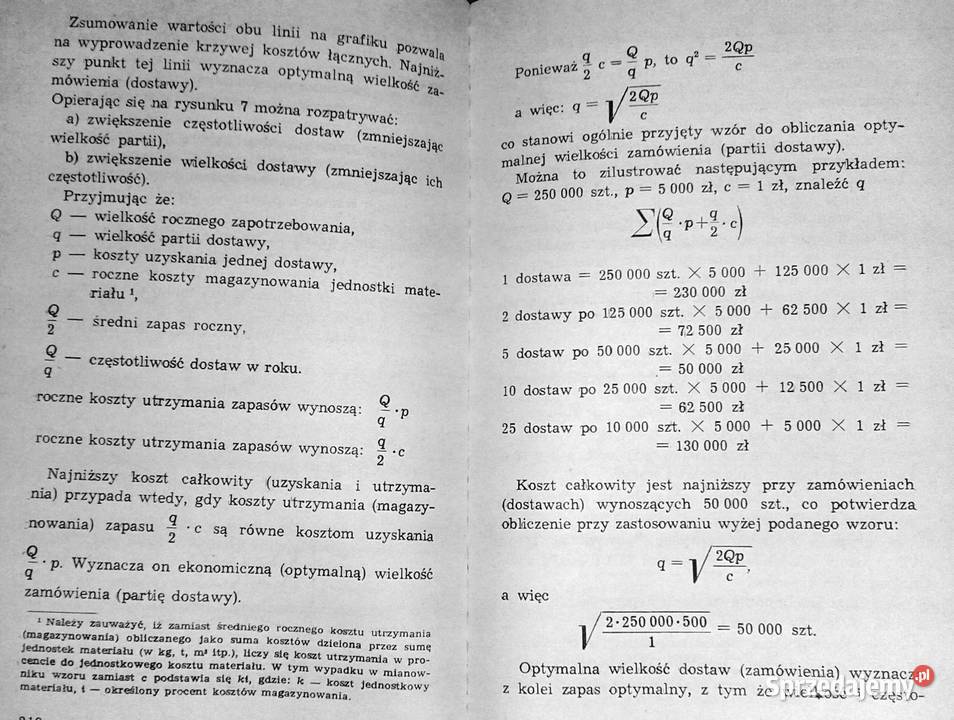 Zsumowanie wartości obu linii na grafiku pozwala
na wyprowadzenie krzywej kosztów łącznych. Najniż-
szy punkt tej linii wyznacza optymalną wielkość za-
mówienia (dostawy).
Opierając się na rysunku 7 można rozpatrywać:
a) zwiększenie częstotliwości dostaw (zmniejszając
wielkość partii),
b) zwiększenie wielkości dostawy (zmniejszając ich
częstotliwość).
Przyjmując że:
Q — wielkość rocznego zapotrzebowania,
q — wielkość partii dostawy,
p — koszty uzyskania jednej dostawy,
c — roczne koszty magazynowania jednostki mate-
riału ¹,
Q/2 — średni zapas roczny,
Q/q — częstotliwość dostaw w roku.
roczne koszty utrzymania zapasów wynoszą: Q/q · p
roczne koszty utrzymania zapasów wynoszą: q/2 · c
Najniższy koszt całkowity (uzyskania i utrzyma-
nia) przypada wtedy, gdy koszty utrzymania (magazy-
nowania) zapasu q/2 · c są równe kosztom uzyskania
Q/q · p. Wyznacza on ekonomiczną (optymalną) wielkość
zamówienia (partię dostawy).
¹ Należy zauważyć, iż zamiast średniego rocznego kosztu utrzymania
(magazynowania) obliczanego jako suma kosztów dzielona przez sumę
jednostek materiału (w kg, t, m³ itp.), liczy się koszt utrzymania w pro-
cencie do jednostkowego kosztu materiału. W tym wypadku w mianow-
niku wzoru zamiast c podstawia się ki, gdzie: k — koszt jednostkowy
materiału, i — określony procent kosztów magazynowania.
Ponieważ q/2 c = Q/q p, to q² = 2Qp/c
a więc: q = √(2Qp/c)
co stanowi ogólnie przyjęty wzór do obliczania opty-
malnej wielkości zamówienia (partii dostawy).
Można to zilustrować następującym przykładem:
Q = 250 000 szt., p = 5 000 zł, c = 1 zł, znaleźć q
∑(Q/q · p + q/2 · c)
1 dostawa = 250 000 szt. × 5 000 + 125 000 × 1 zł =
= 230 000 zł
2 dostawy po 125 000 szt. × 5 000 + 62 500 × 1 zł =
= 72 500 zł
5 dostaw po 50 000 szt. × 5 000 + 25 000 × 1 zł =
= 50 000 zł
10 dostaw po 25 000 szt. × 5 000 + 12 500 × 1 zł =
= 62 500 zł
25 dostaw po 10 000 szt. × 5 000 + 5 000 × 1 zł =
= 130 000 zł
Koszt całkowity jest najniższy przy zamówieniach
(dostawach) wynoszących 50 000 szt., co potwierdza
obliczenie przy zastosowaniu wyżej podanego wzoru:
q = √(2Qp/c),
a więc
√(2·250 000·500/1) = 50 000 szt.
Optymalna wielkość dostaw (zamówienia) wyznacz
z kolei zapas optymalny, z tym że wielkość i często-
Sprzedajemy.pl